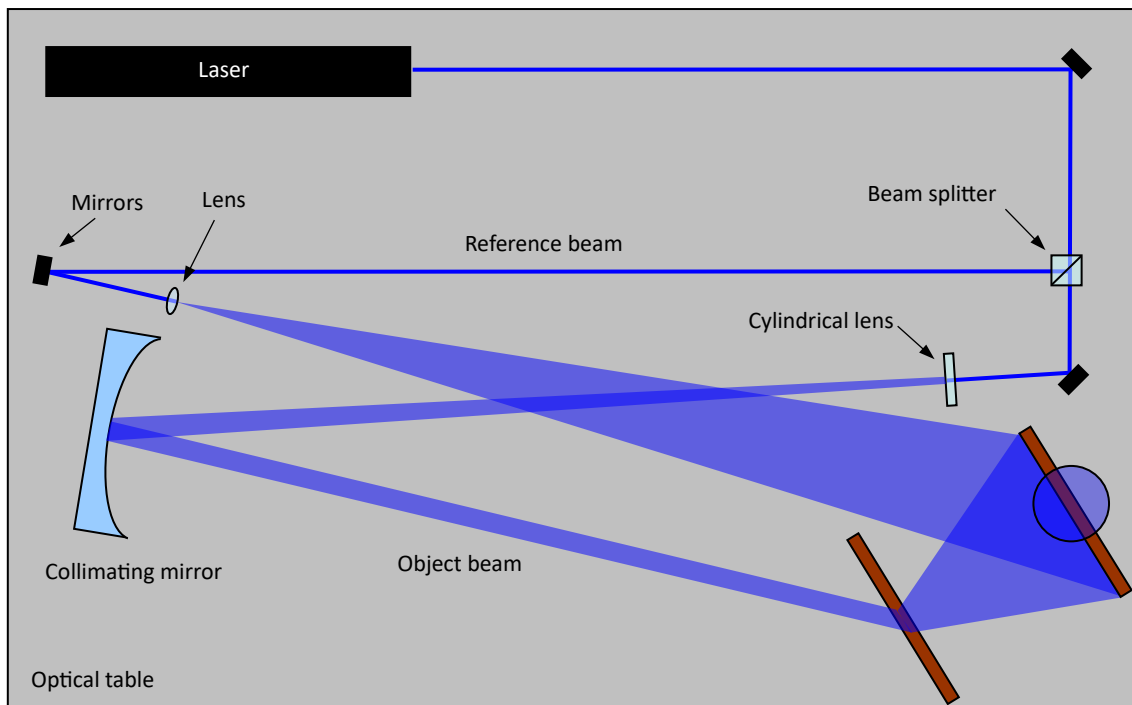 Laser
Mirrors
Lens
Beam splitter
Reference beam
Cylindrical lens
Object beam
Collimating mirror
Optical table